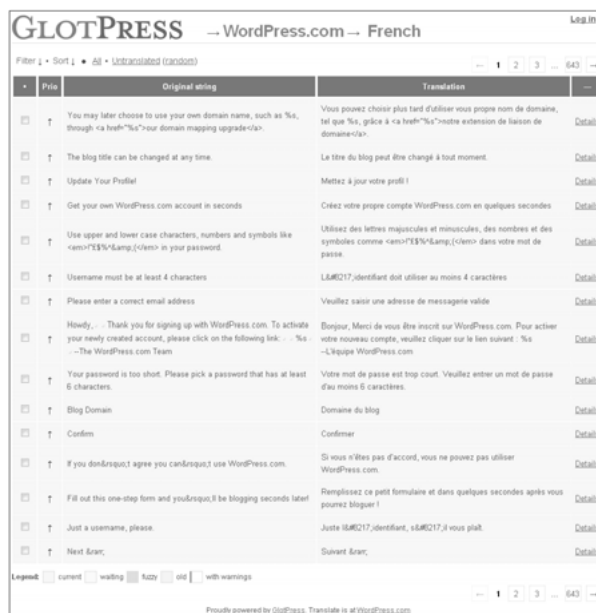 GLOTPRESS → WordPress.com → French
Log in
Filter ↓ • Sort ↓ • All • Untranslated (random)
← 1 2 3 … 643 →
• Prio Original string Translation —
↑ You may later choose to use your own domain name, such as %s, through <a href="%s">our domain mapping upgrade</a>.
Vous pouvez choisir plus tard d'utiliser vous propre nom de domaine, tel que %s, grâce à <a href="%s">notre extension de liaison de domaine</a>.
Details
↑ The blog title can be changed at any time. Le titre du blog peut être changé à tout moment. Details
↑ Update Your Profile! Mettez à jour votre profil ! Details
↑ Get your own WordPress.com account in seconds Créez votre propre compte WordPress.com en quelques secondes Details
↑ Use upper and lower case characters, numbers and symbols like <em>!"£$%^&amp;(</em> in your password.
Utilisez des lettres majuscules et minuscules, des nombres et des symboles comme <em>!"£$%^&amp;(</em> dans votre mot de passe.
Details
↑ Username must be at least 4 characters L&#8217;identifiant doit utiliser au moins 4 caractères Details
↑ Please enter a correct email address Veuillez saisir une adresse de messagerie valide Details
↑ Howdy, Thank you for signing up with WordPress.com. To activate your newly created account, please click on the following link: %s –The WordPress.com Team
Bonjour, Merci de vous être inscrit sur WordPress.com. Pour activer votre nouveau compte, veuillez cliquer sur le lien suivant : %s –L'équipe WordPress.com
Details
↑ Your password is too short. Please pick a password that has at least 6 characters.
Votre mot de passe est trop court. Veuillez entrer un mot de passe d'au moins 6 caractères.
Details
↑ Blog Domain Domaine du blog Details
↑ Confirm Confirmer Details
↑ If you don&rsquo;t agree you can&rsquo;t use WordPress.com.
Si vous n'êtes pas d'accord, vous ne pouvez pas utiliser WordPress.com.
Details
↑ Fill out this one-step form and you&rsquo;ll be blogging seconds later!
Remplissez ce petit formulaire et dans quelques secondes après vous pourrez bloguer !
Details
↑ Just a username, please. Juste l&#8217;identifiant, s&#8217;il vous plaît. Details
↑ Next &rarr; Suivant &rarr; Details
Legend: current waiting fuzzy old with warnings
← 1 2 3 … 643 →
Proudly powered by GlotPress. Translate is at WordPress.com